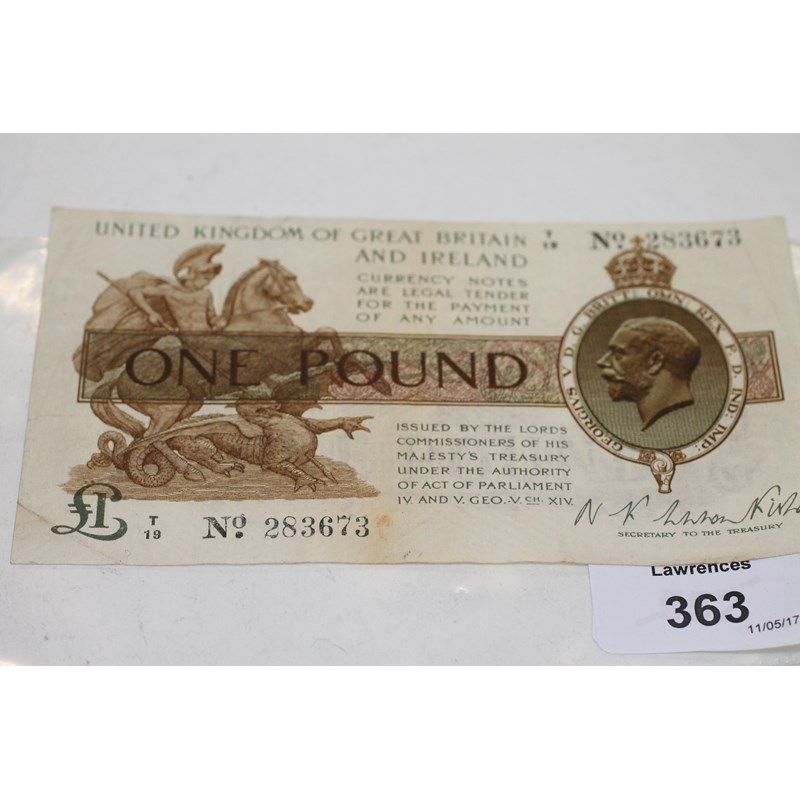 UNITED KINGDOM OF GREAT BRITAIN
AND IRELAND
T
19
No. 283673
CURRENCY NOTES
ARE LEGAL TENDER
FOR THE PAYMENT
OF ANY AMOUNT
ONE POUND
GEORGIVS V D.G. BRITT: OMN: REX F.D. IND: IMP:
ISSUED BY THE LORDS
COMMISSIONERS OF HIS
MAJESTY'S TREASURY
UNDER THE AUTHORITY
OF ACT OF PARLIAMENT
IV. AND V. GEO. V. CH. XIV.
£1
T
19
No. 283673
SECRETARY TO THE TREASURY
Lawrences
363
11/05/17